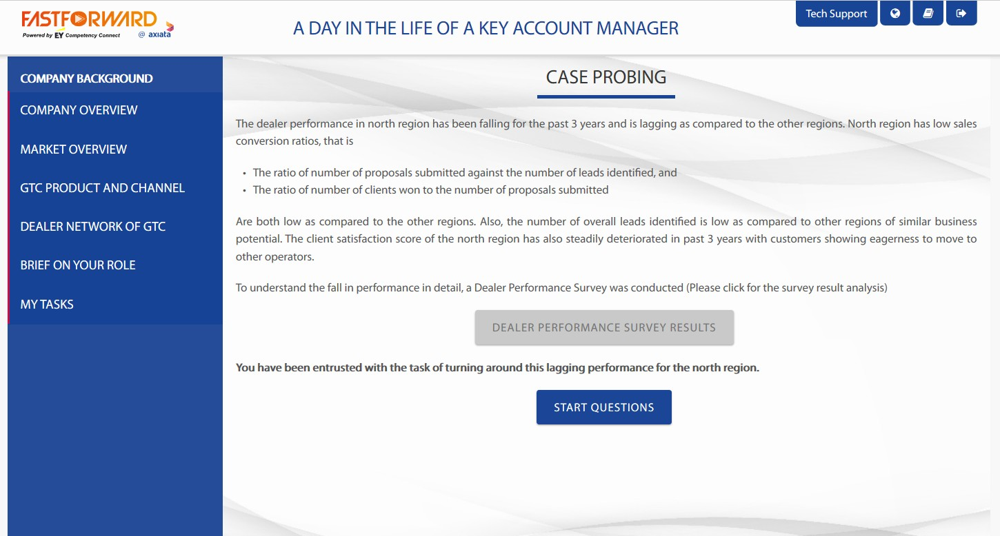 FASTFORWARD
Powered by EY Competency Connect @ axiata
A DAY IN THE LIFE OF A KEY ACCOUNT MANAGER
Tech Support
COMPANY BACKGROUND
COMPANY OVERVIEW
MARKET OVERVIEW
GTC PRODUCT AND CHANNEL
DEALER NETWORK OF GTC
BRIEF ON YOUR ROLE
MY TASKS
CASE PROBING
The dealer performance in north region has been falling for the past 3 years and is lagging as compared to the other regions. North region has low sales
conversion ratios, that is
• The ratio of number of proposals submitted against the number of leads identified, and
• The ratio of number of clients won to the number of proposals submitted
Are both low as compared to the other regions. Also, the number of overall leads identified is low as compared to other regions of similar business
potential. The client satisfaction score of the north region has also steadily deteriorated in past 3 years with customers showing eagerness to move to
other operators.
To understand the fall in performance in detail, a Dealer Performance Survey was conducted (Please click for the survey result analysis)
DEALER PERFORMANCE SURVEY RESULTS
You have been entrusted with the task of turning around this lagging performance for the north region.
START QUESTIONS